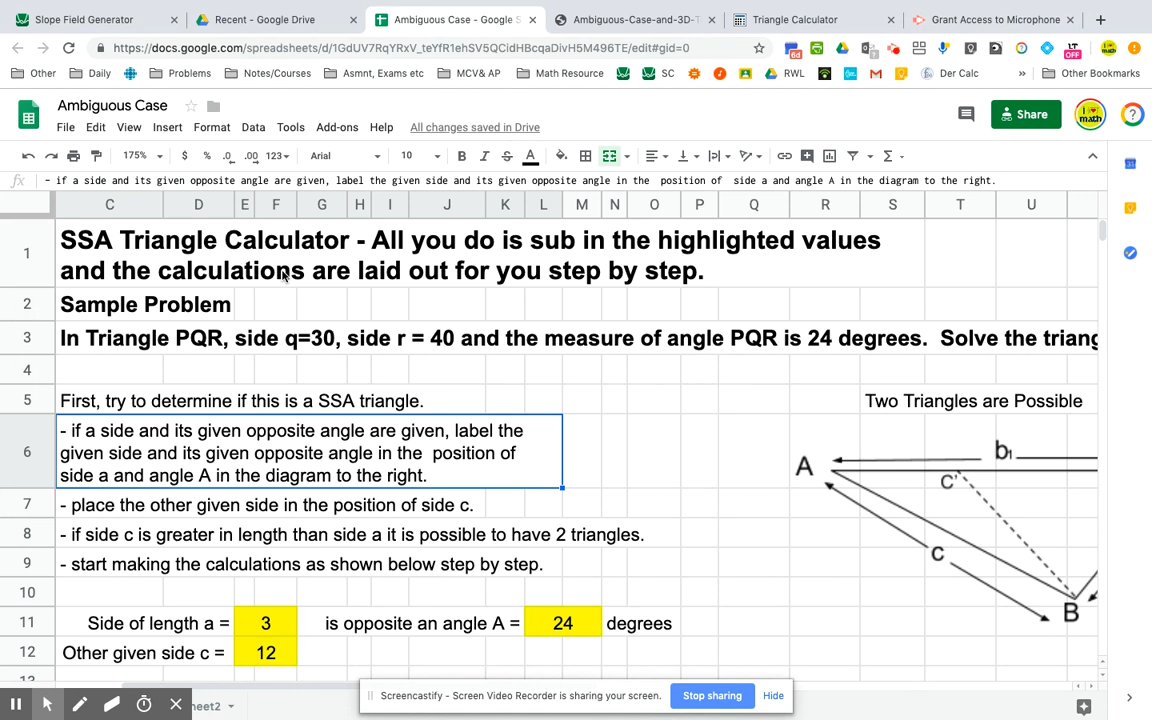 Slope Field Generator
Recent - Google Drive
Ambiguous Case - Google S
Ambiguous-Case-and-3D-T
Triangle Calculator
Grant Access to Microphone
https://docs.google.com/spreadsheets/d/1GdUV7RqYRxV_teYfR1ehSV5QCidHBcqaDivH5M496TE/edit#gid=0
6d
LT
OFF
Other
Daily
Problems
Notes/Courses
Asmnt, Exams etc
MCV& AP
Math Resource
SC
RWL
Der Calc
»
Other Bookmarks
Ambiguous Case
File Edit View Insert Format Data Tools Add-ons Help All changes saved in Drive
Share
I ♥ math
175% $ % .0 .00 123 Arial 10 B I S A Σ
fx - if a side and its given opposite angle are given, label the given side and its given opposite angle in the position of side a and angle A in the diagram to the right.
C D E F G H I J K L M N O P Q R S T U
1 SSA Triangle Calculator - All you do is sub in the highlighted values
and the calculations are laid out for you step by step.
2 Sample Problem
3 In Triangle PQR, side q=30, side r = 40 and the measure of angle PQR is 24 degrees. Solve the triang
4
5 First, try to determine if this is a SSA triangle. Two Triangles are Possible
6 - if a side and its given opposite angle are given, label the
given side and its given opposite angle in the position of
side a and angle A in the diagram to the right.
7 - place the other given side in the position of side c.
8 - if side c is greater in length than side a it is possible to have 2 triangles.
9 - start making the calculations as shown below step by step.
10
11 Side of length a = 3 is opposite an angle A = 24 degrees
12 Other given side c = 12
13
A
b₁
C'
c
B
Screencastify - Screen Video Recorder is sharing your screen. Stop sharing Hide
heet2